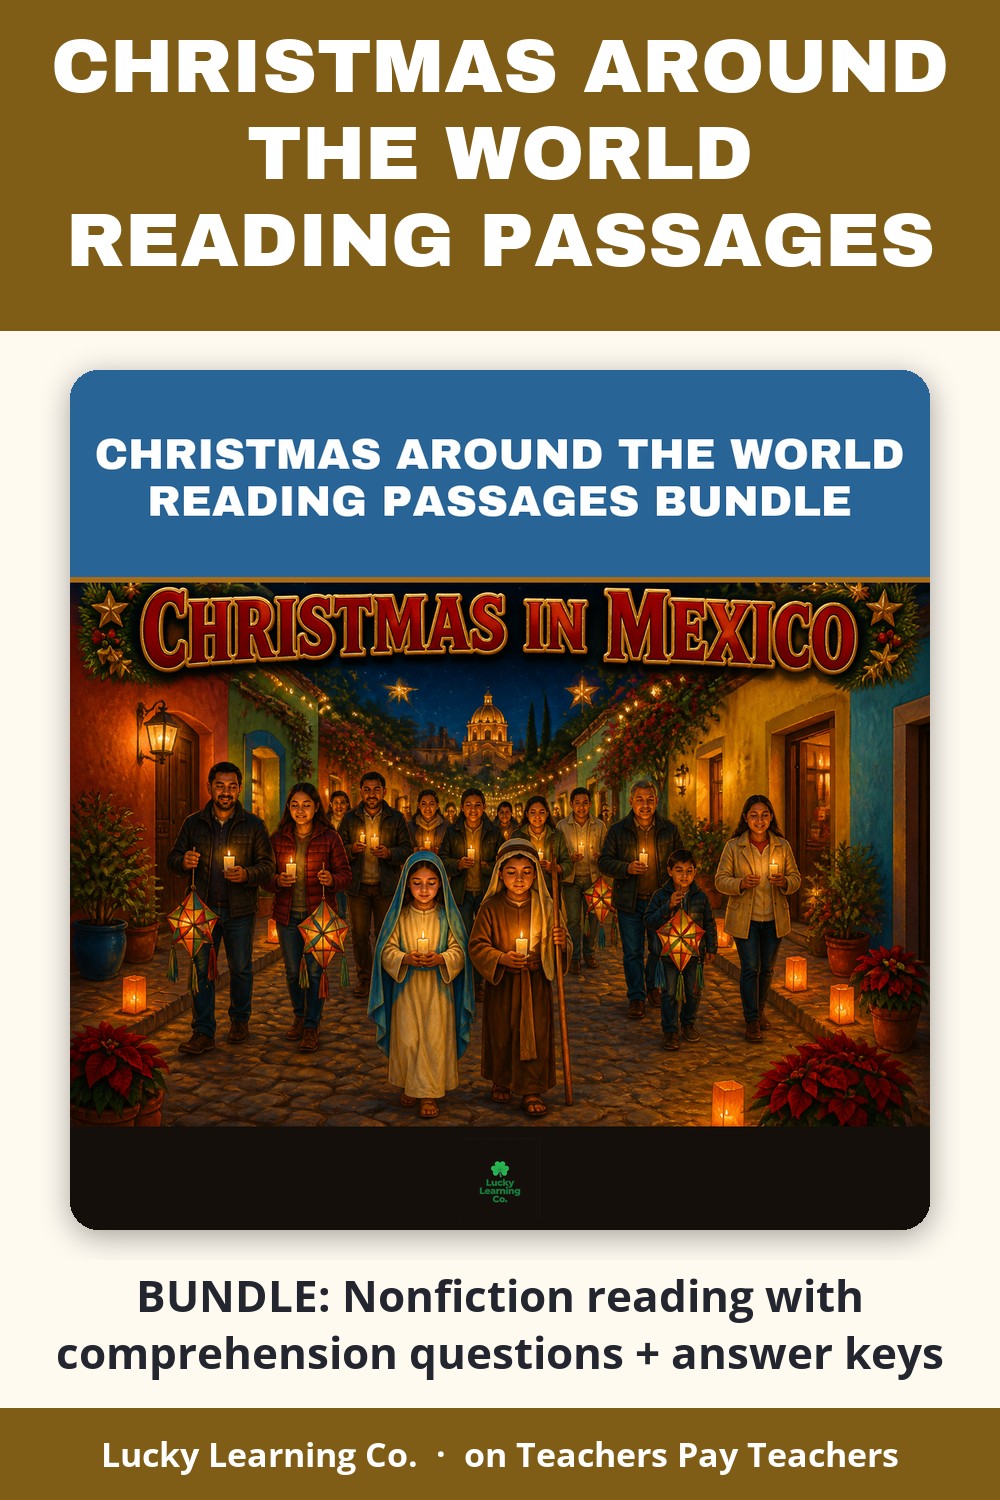 CHRISTMAS AROUND
THE WORLD
READING PASSAGES
CHRISTMAS AROUND THE WORLD
READING PASSAGES BUNDLE
CHRISTMAS IN MEXICO
Lucky
Learning
Co.
BUNDLE: Nonfiction reading with
comprehension questions + answer keys
Lucky Learning Co. · on Teachers Pay Teachers